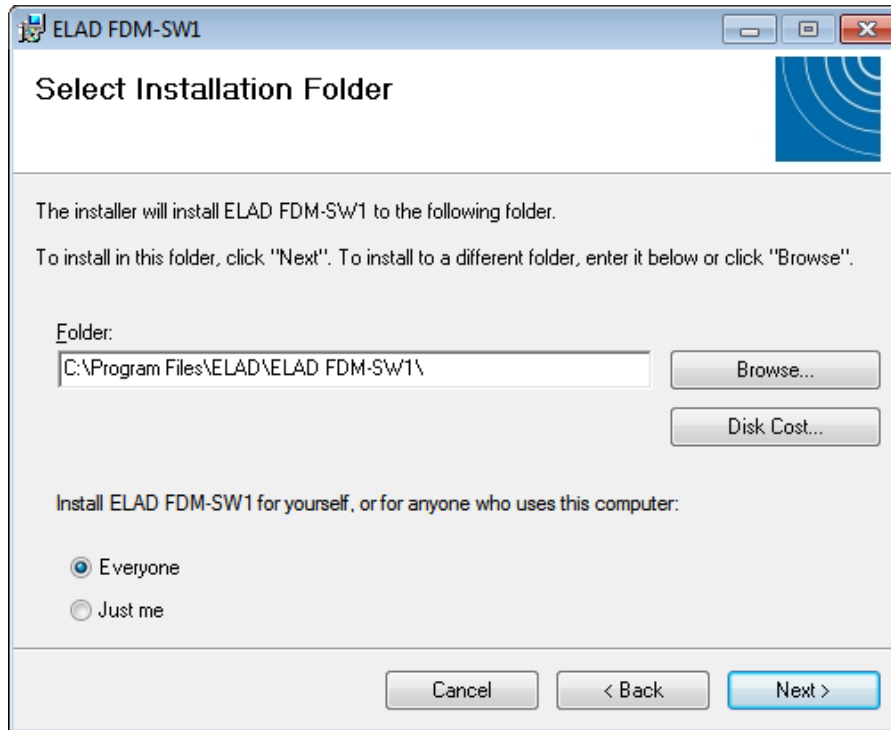 ELAD FDM-SW1
Select Installation Folder
The installer will install ELAD FDM-SW1 to the following folder.
To install in this folder, click "Next". To install to a different folder, enter it below or click "Browse".
Folder:
C:\Program Files\ELAD\ELAD FDM-SW1\
Browse...
Disk Cost...
Install ELAD FDM-SW1 for yourself, or for anyone who uses this computer:
Everyone
Just me
Cancel
< Back
Next >